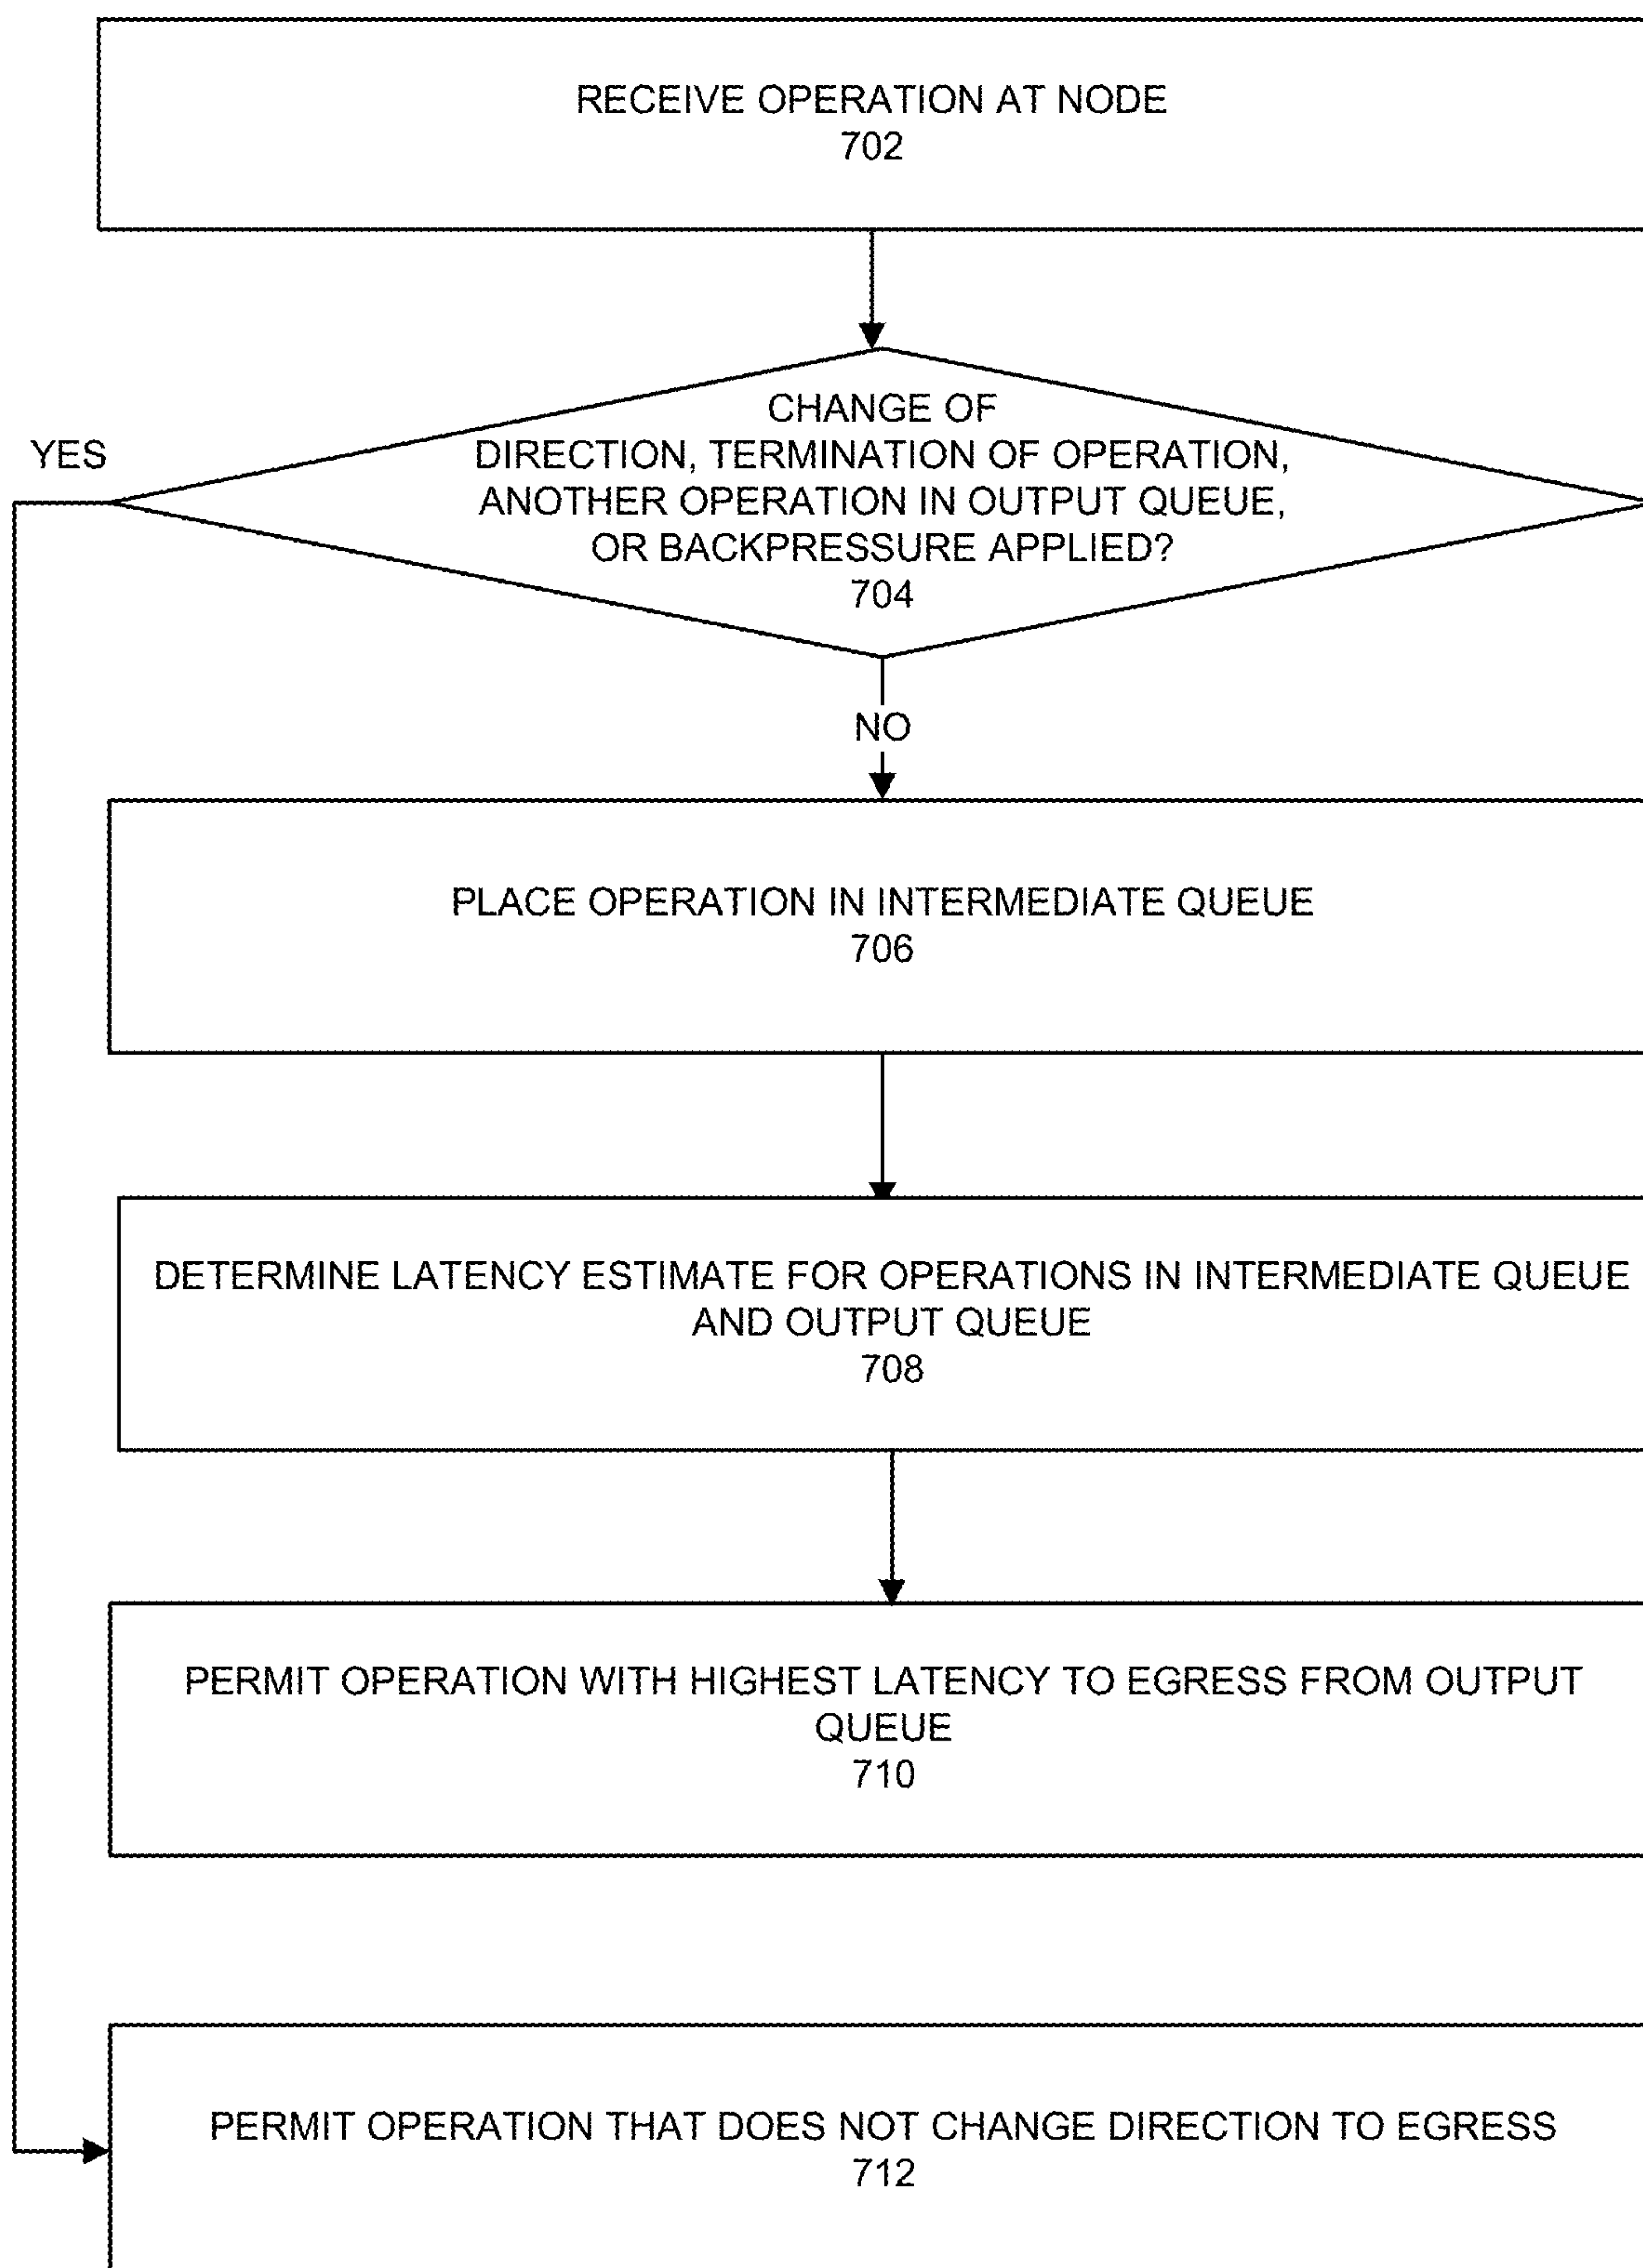 RECEIVE OPERATION AT NODE
702
CHANGE OF
DIRECTION, TERMINATION OF OPERATION,
ANOTHER OPERATION IN OUTPUT QUEUE,
OR BACKPRESSURE APPLIED?
704
YES
NO
PLACE OPERATION IN INTERMEDIATE QUEUE
706
DETERMINE LATENCY ESTIMATE FOR OPERATIONS IN INTERMEDIATE QUEUE
AND OUTPUT QUEUE
708
PERMIT OPERATION WITH HIGHEST LATENCY TO EGRESS FROM OUTPUT
QUEUE
710
PERMIT OPERATION THAT DOES NOT CHANGE DIRECTION TO EGRESS
712